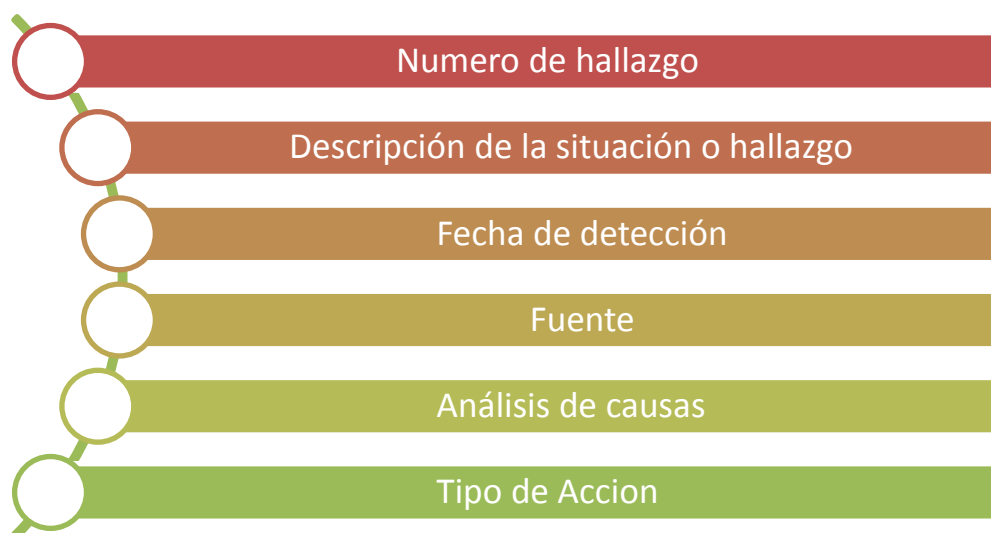 Numero de hallazgo
Descripción de la situación o hallazgo
Fecha de detección
Fuente
Análisis de causas
Tipo de Accion